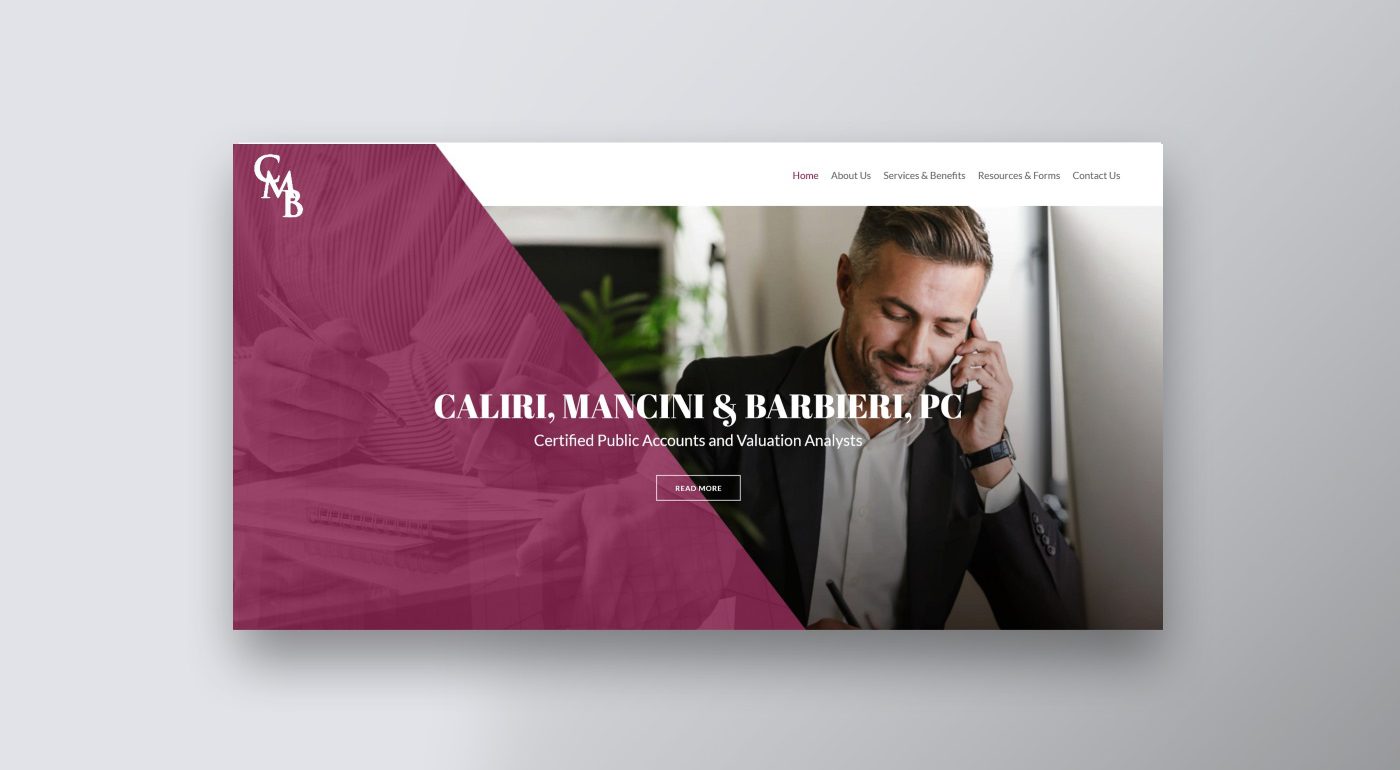 CMB
Home About Us Services & Benefits Resources & Forms Contact Us
CALIRI, MANCINI & BARBIERI, PC
Certified Public Accounts and Valuation Analysts
READ MORE